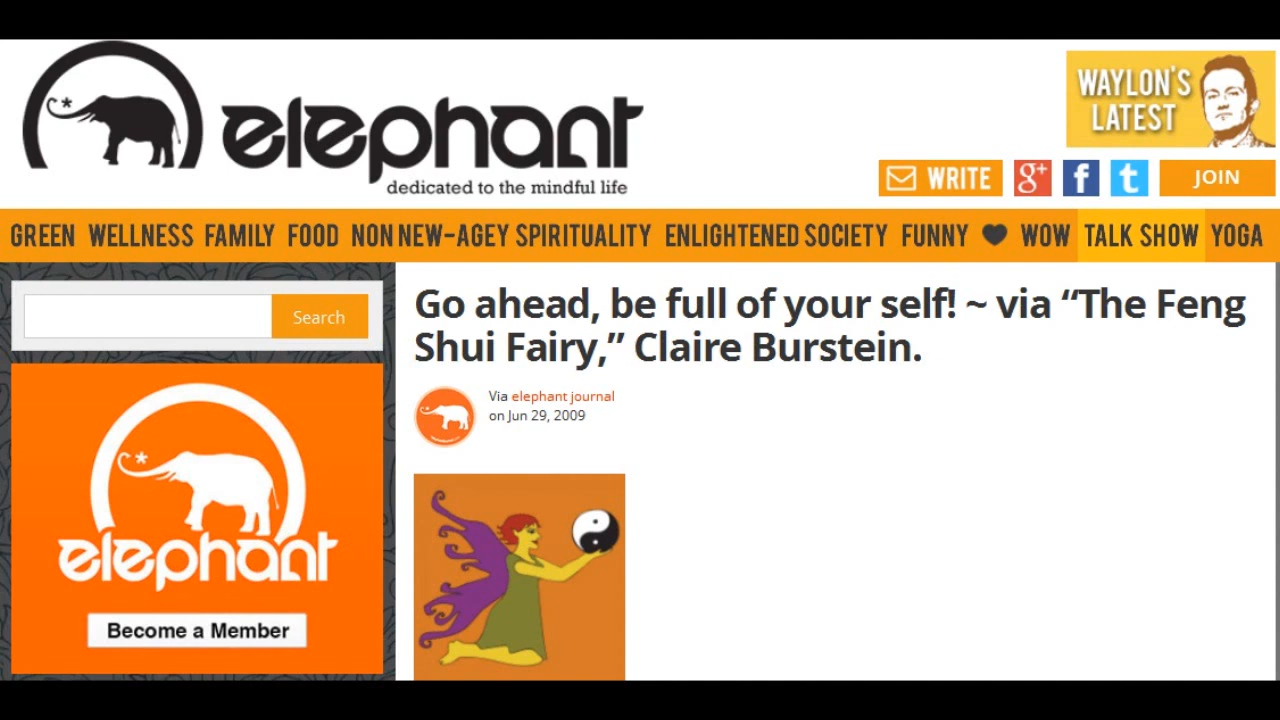 elephant
dedicated to the mindful life
WAYLON'S
LATEST
WRITE
g+
f
t
JOIN
GREEN WELLNESS FAMILY FOOD NON NEW-AGEY SPIRITUALITY ENLIGHTENED SOCIETY FUNNY WOW TALK SHOW YOGA
Search
elephant
Become a Member
Go ahead, be full of your self! ~ via “The Feng
Shui Fairy,” Claire Burstein.
Via elephant journal
on Jun 29, 2009